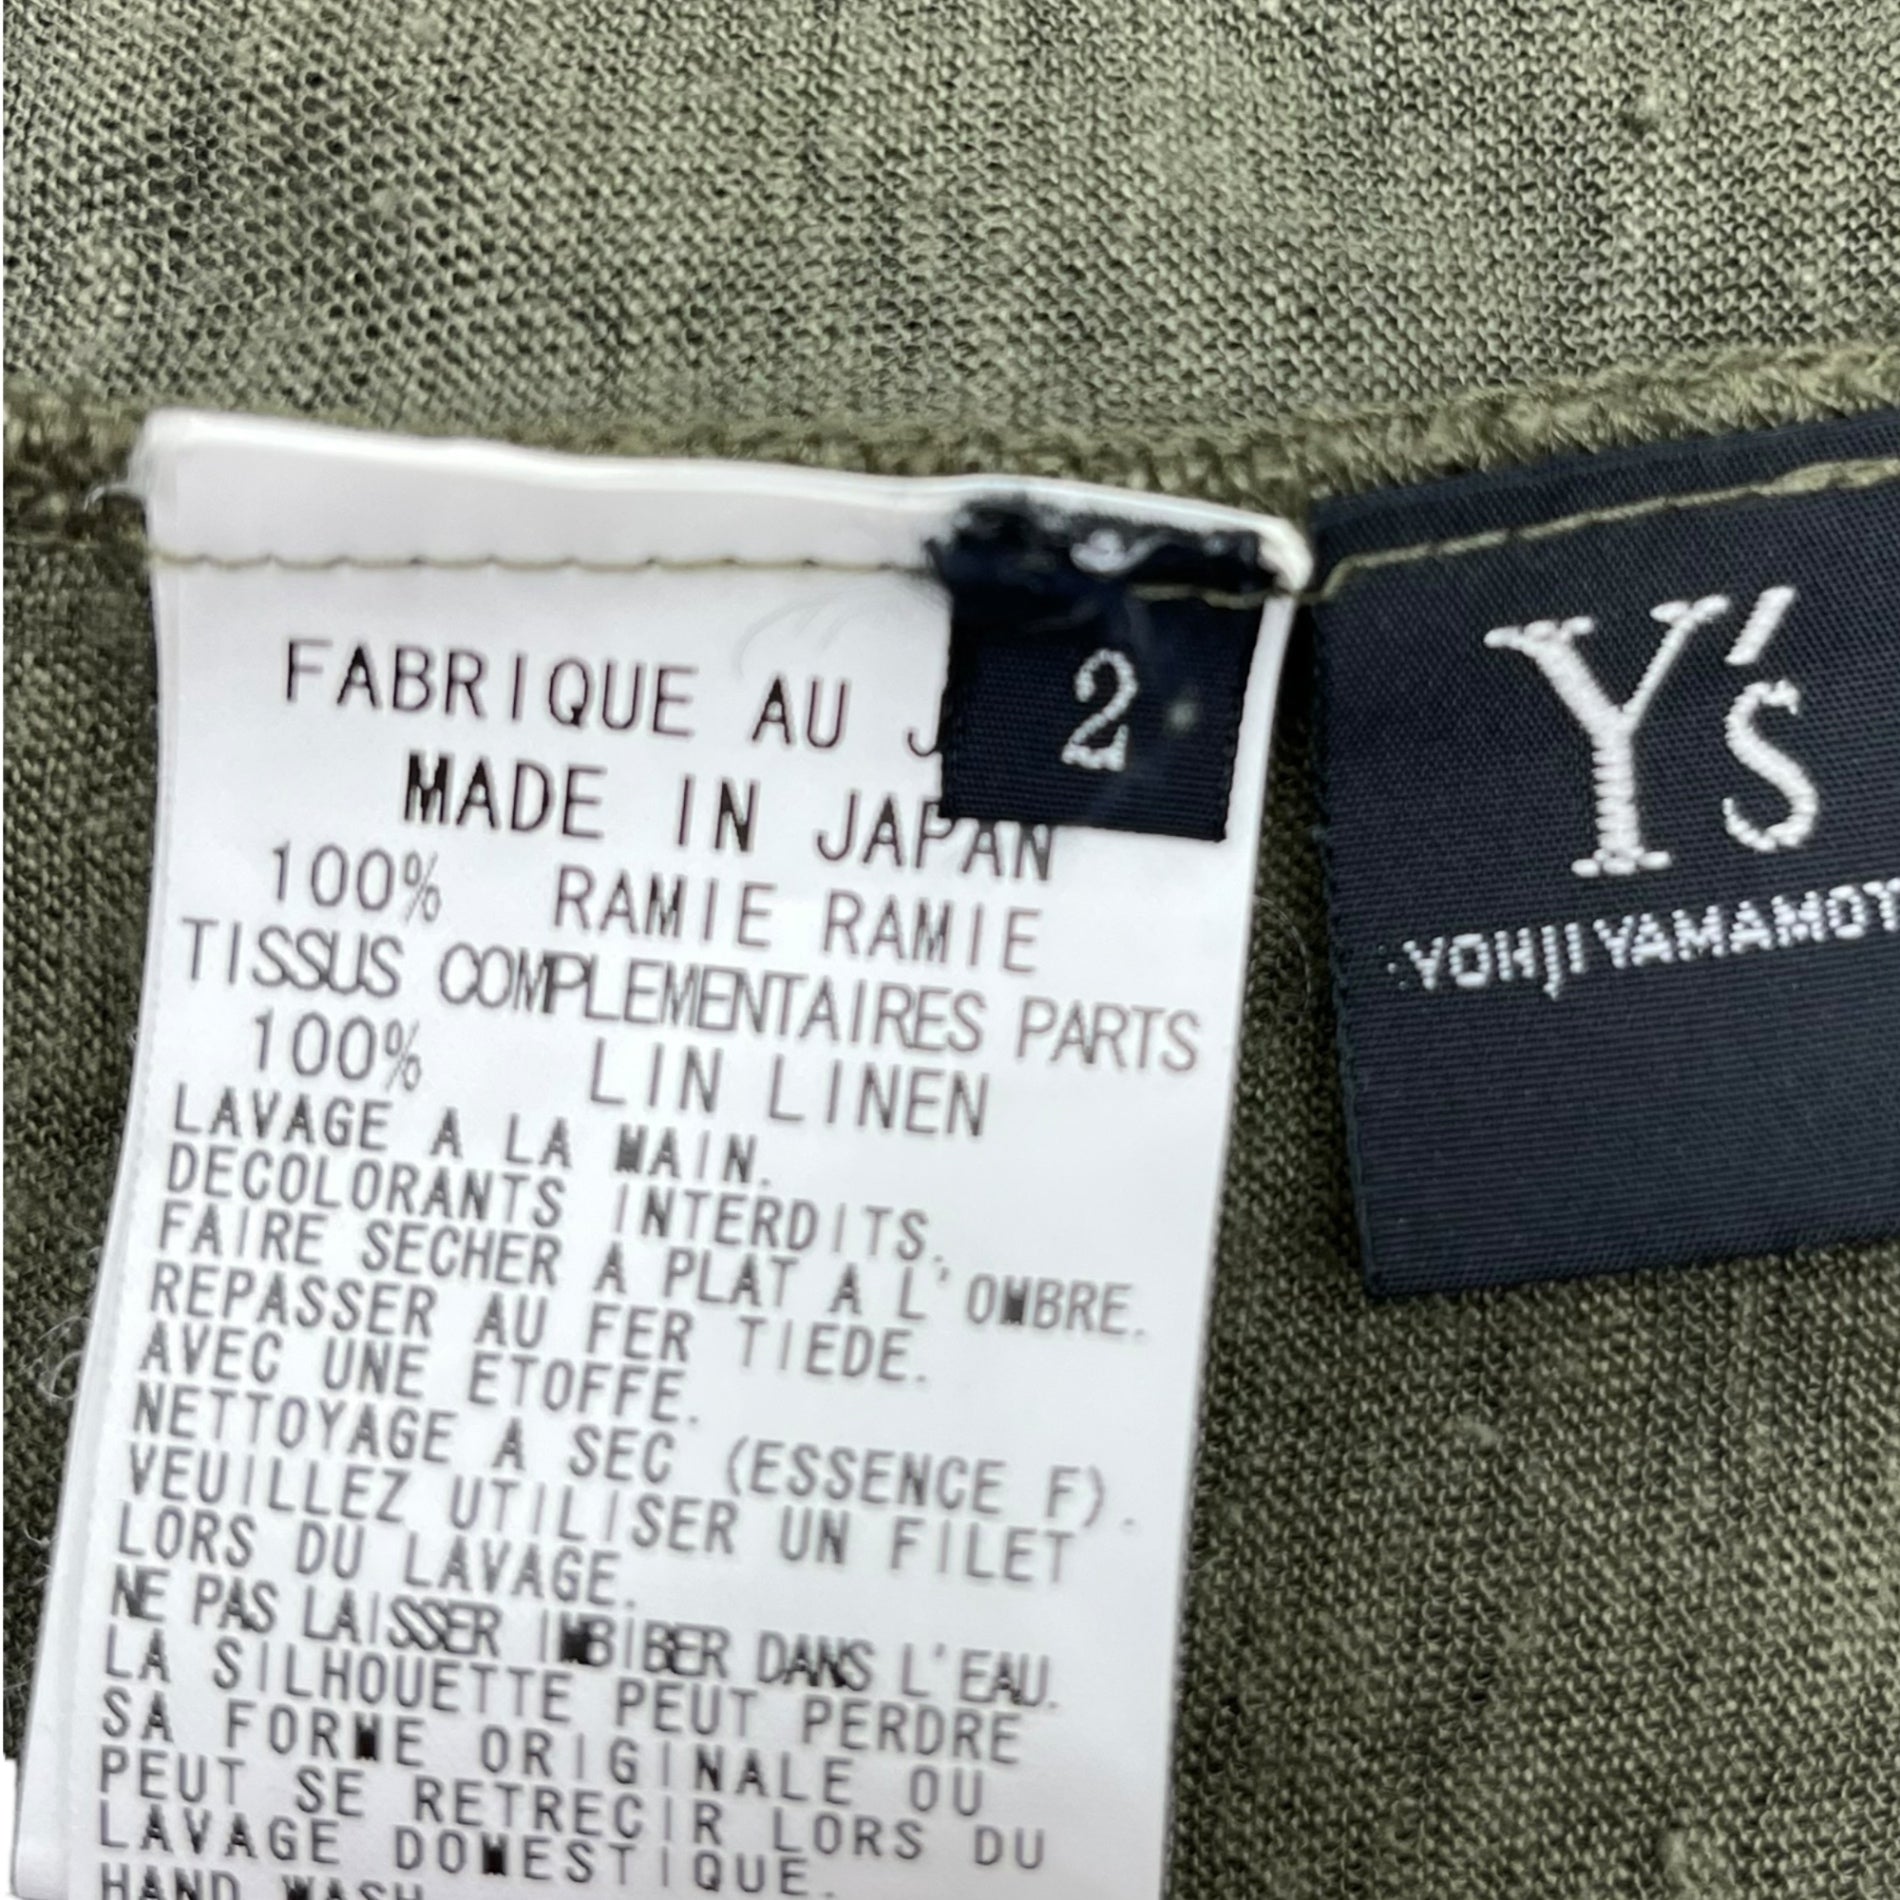 FABRIQUE AU J
MADE IN JAPAN
100% RAMIE RAMIE
TISSUS COMPLEMENTAIRES PARTS
100% LIN LINEN
LAVAGE A LA MAIN.
DECOLORANTS INTERDITS.
FAIRE SECHER A PLAT A L'OMBRE.
REPASSER AU FER TIEDE.
AVEC UNE ETOFFE.
NETTOYAGE A SEC (ESSENCE F).
VEUILLEZ UTILISER UN FILET
LORS DU LAVAGE.
NE PAS LAISSER IMBIBER DANS L'EAU.
LA SILHOUETTE PEUT PERDRE
SA FORME ORIGINALE OU
PEUT SE RETRECIR LORS DU
LAVAGE DOMESTIQUE.
HAND WASH
2
Y's
YOHJI YAMAMOT